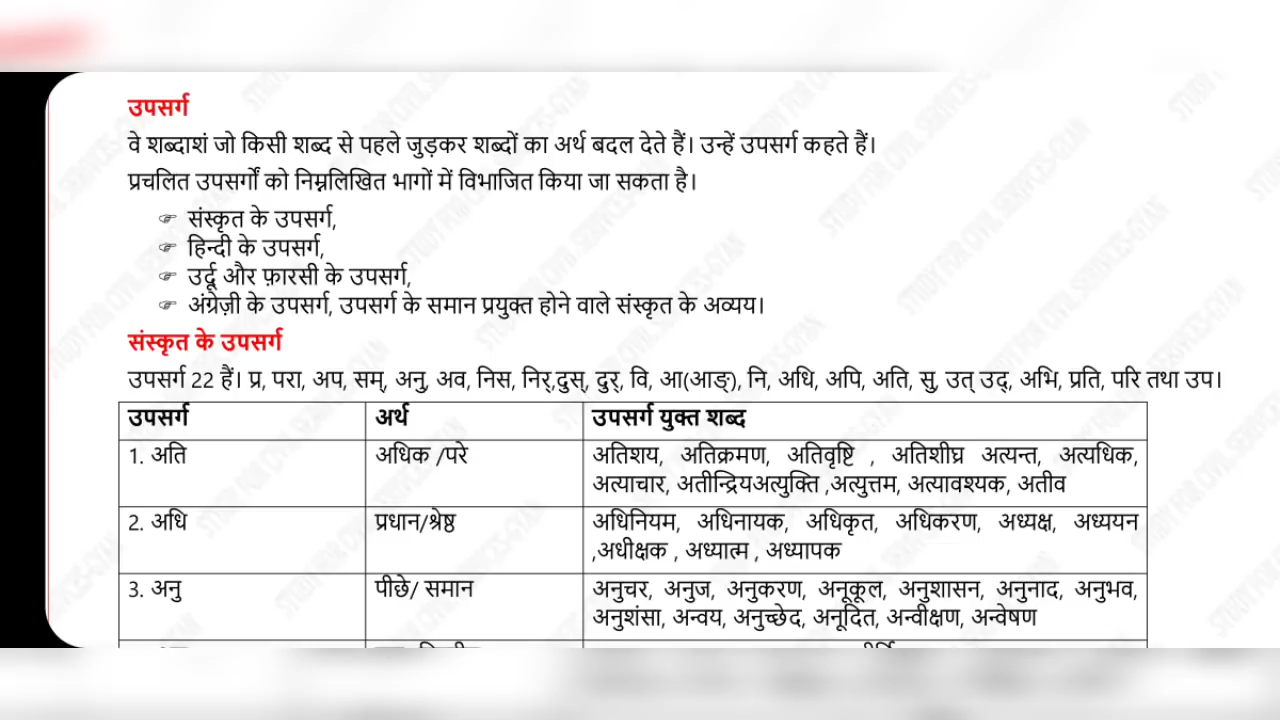 उपसर्ग
वे शब्दाशं जो किसी शब्द से पहले जुड़कर शब्दों का अर्थ बदल देते हैं। उन्हें उपसर्ग कहते हैं।
प्रचलित उपसर्गों को निम्नलिखित भागों में विभाजित किया जा सकता है।
☞ संस्कृत के उपसर्ग,
☞ हिन्दी के उपसर्ग,
☞ उर्दू और फ़ारसी के उपसर्ग,
☞ अंग्रेज़ी के उपसर्ग, उपसर्ग के समान प्रयुक्त होने वाले संस्कृत के अव्यय।
संस्कृत के उपसर्ग
उपसर्ग 22 हैं। प्र, परा, अप, सम्, अनु, अव, निस, निर्,दुस्, दुर्, वि, आ(आङ्), नि, अधि, अपि, अति, सु, उत् उद्, अभि, प्रति, परि तथा उप।
उपसर्ग अर्थ उपसर्ग युक्त शब्द
1. अति अधिक /परे अतिशय, अतिक्रमण, अतिवृष्टि , अतिशीघ्र अत्यन्त, अत्यधिक,
अत्याचार, अतीन्द्रियअत्युक्ति ,अत्युत्तम, अत्यावश्यक, अतीव
2. अधि प्रधान/श्रेष्ठ अधिनियम, अधिनायक, अधिकृत, अधिकरण, अध्यक्ष, अध्ययन
,अधीक्षक , अध्यात्म , अध्यापक
3. अनु पीछे/ समान अनुचर, अनुज, अनुकरण, अनूकूल, अनुशासन, अनुनाद, अनुभव,
अनुशंसा, अन्वय, अनुच्छेद, अनूदित, अन्वीक्षण, अन्वेषण
STUDY FOR CIVIL SERVICES-GYAN